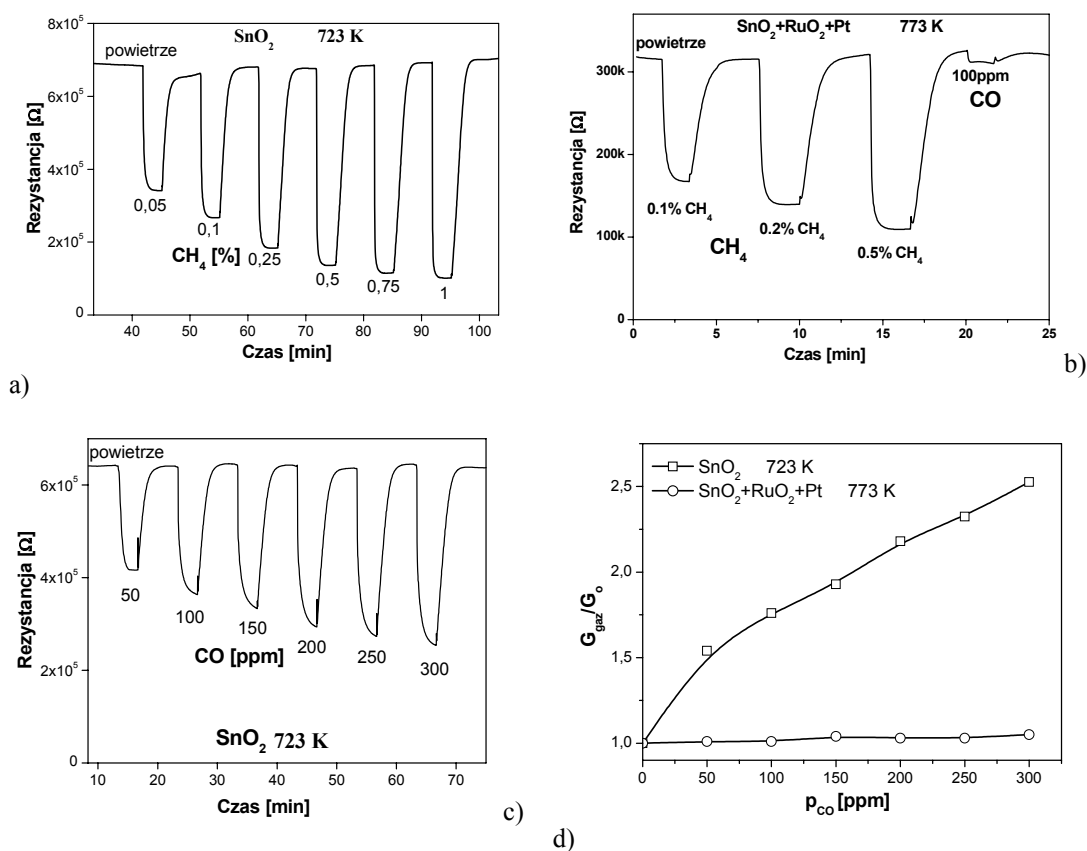 SnO2 723 K
powietrze
8x10^5
6x10^5
4x10^5
2x10^5
0
Rezystancja [Ω]
0,05
0,1
0,25
0,5
0,75
1
CH4 [%]
40 50 60 70 80 90 100
Czas [min]
a)
SnO2+RuO2+Pt 773 K
powietrze
300k
200k
100k
0
Rezystancja [Ω]
100ppm
CO
0.1% CH4
0.2% CH4
0.5% CH4
CH4
0 5 10 15 20 25
Czas [min]
b)
powietrze
6x10^5
4x10^5
2x10^5
0
Rezystancja [Ω]
50
100
150
200
250
300
CO [ppm]
SnO2 723 K
10 20 30 40 50 60 70
Czas [min]
c)
SnO2 723 K
SnO2+RuO2+Pt 773 K
2,5
2,0
1,5
1,0
Ggaz/Go
0 50 100 150 200 250 300
pCO [ppm]
d)